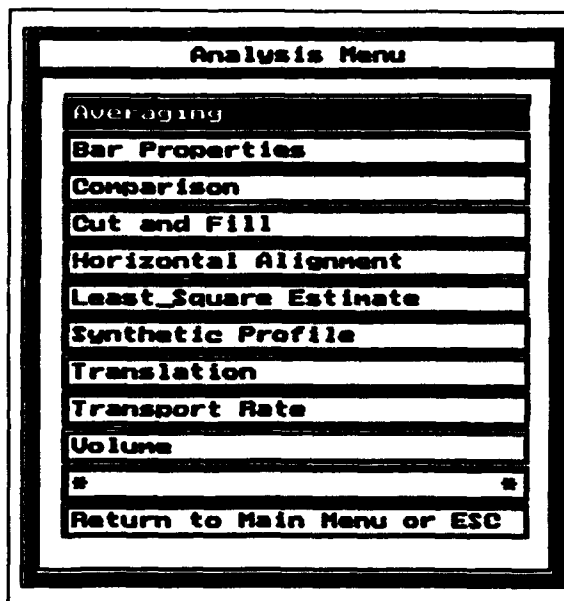 Analysis Menu
Averaging
Bar Properties
Comparison
Cut and Fill
Horizontal Alignment
Least_Square Estimate
Synthetic Profile
Translation
Transport Rate
Volume
* *
Return to Main Menu or ESC